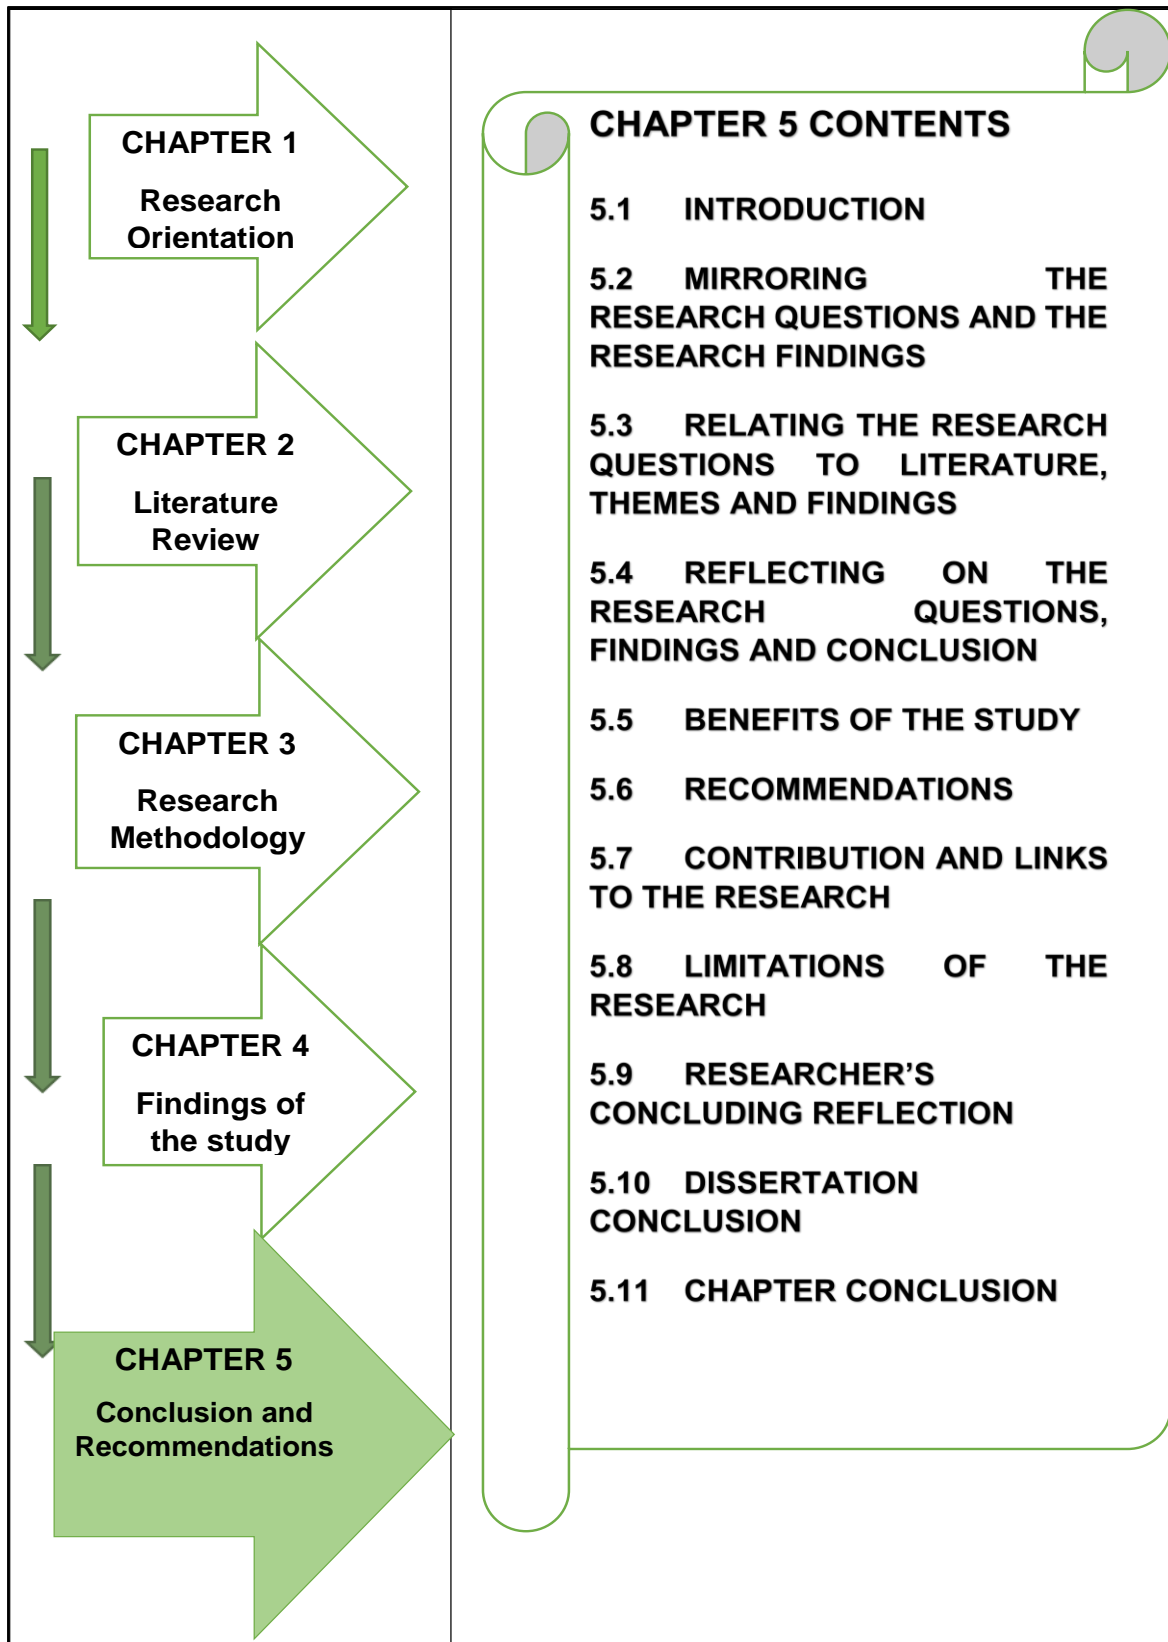 CHAPTER 1
Research
Orientation
CHAPTER 2
Literature
Review
CHAPTER 3
Research
Methodology
CHAPTER 4
Findings of
the study
CHAPTER 5
Conclusion and
Recommendations
CHAPTER 5 CONTENTS
5.1 INTRODUCTION
5.2 MIRRORING THE
RESEARCH QUESTIONS AND THE
RESEARCH FINDINGS
5.3 RELATING THE RESEARCH
QUESTIONS TO LITERATURE,
THEMES AND FINDINGS
5.4 REFLECTING ON THE
RESEARCH QUESTIONS,
FINDINGS AND CONCLUSION
5.5 BENEFITS OF THE STUDY
5.6 RECOMMENDATIONS
5.7 CONTRIBUTION AND LINKS
TO THE RESEARCH
5.8 LIMITATIONS OF THE
RESEARCH
5.9 RESEARCHER’S
CONCLUDING REFLECTION
5.10 DISSERTATION
CONCLUSION
5.11 CHAPTER CONCLUSION